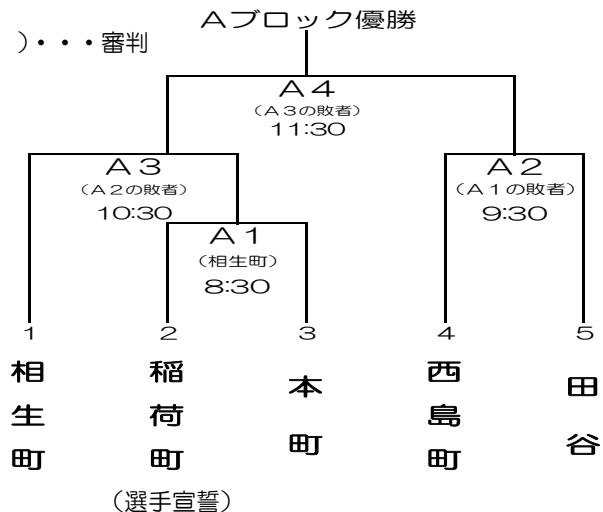 Aブロック優勝
)・・・審判
A4
(A3の敗者)
11:30
A3
(A2の敗者)
10:30
A2
(A1の敗者)
9:30
A1
(相生町)
8:30
1 2 3 4 5
相生町
稲荷町
本町
西島町
田谷
(選手宣誓)